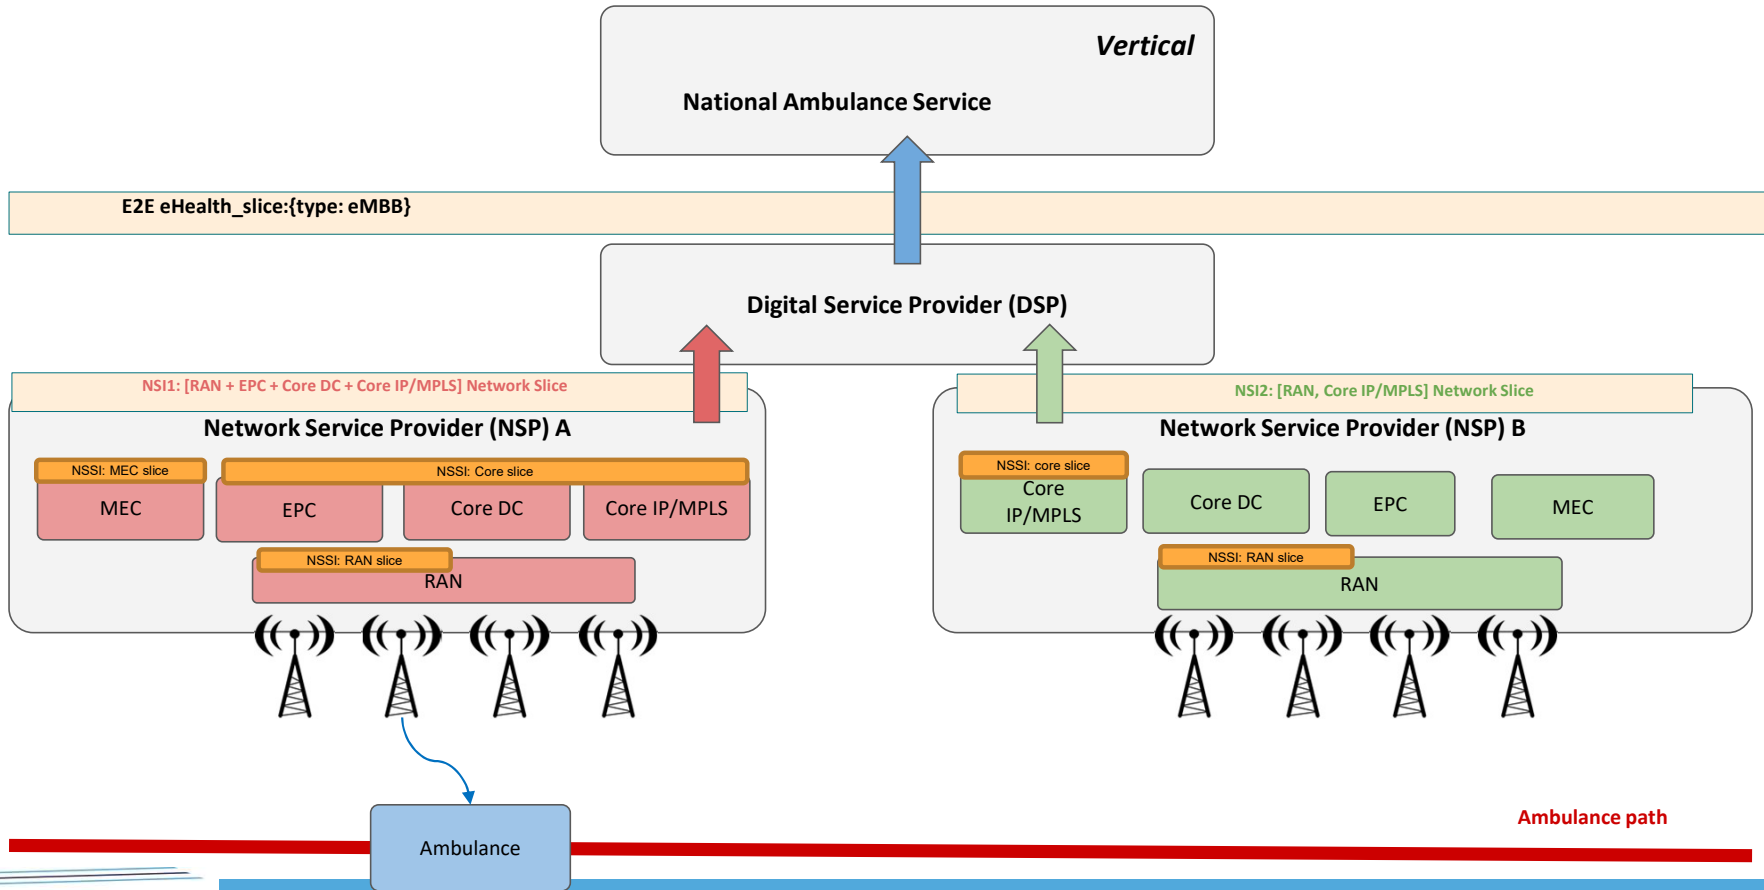 Vertical
National Ambulance Service
E2E eHealth_slice:{type: eMBB}
Digital Service Provider (DSP)
NSI1: [RAN + EPC + Core DC + Core IP/MPLS] Network Slice
Network Service Provider (NSP) A
NSSI: MEC slice
NSSI: Core slice
MEC
EPC
Core DC
Core IP/MPLS
NSSI: RAN slice
RAN
NSI2: [RAN, Core IP/MPLS] Network Slice
Network Service Provider (NSP) B
NSSI: core slice
Core
IP/MPLS
Core DC
EPC
MEC
NSSI: RAN slice
RAN
Ambulance path
Ambulance